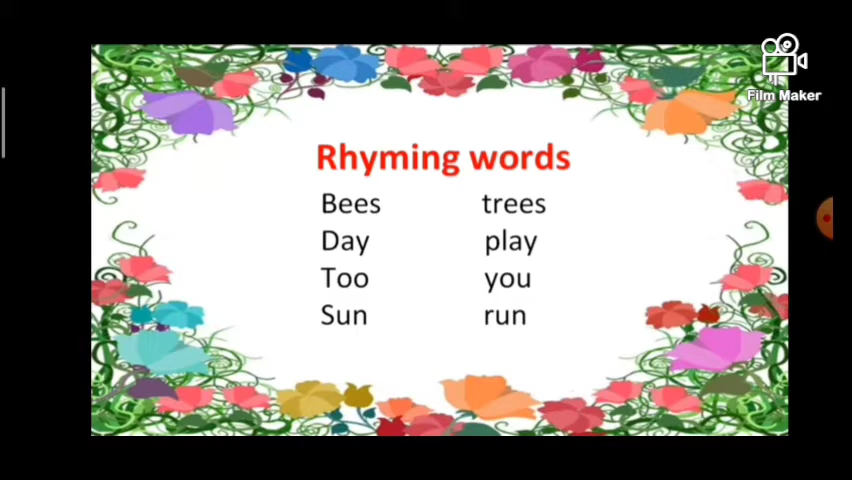 Film Maker
Rhyming words
Bees trees
Day play
Too you
Sun run